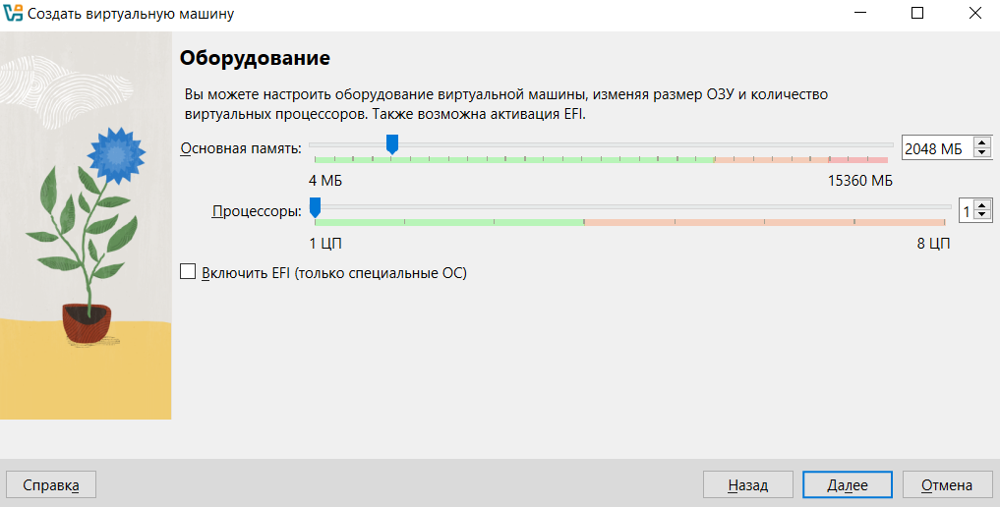 Создать виртуальную машину
Оборудование
Вы можете настроить оборудование виртуальной машины, изменяя размер ОЗУ и количество
виртуальных процессоров. Также возможна активация EFI.
Основная память:
2048 МБ
4 МБ
15360 МБ
Процессоры:
1
1 ЦП
8 ЦП
Включить EFI (только специальные ОС)
Справка
Назад
Далее
Отмена